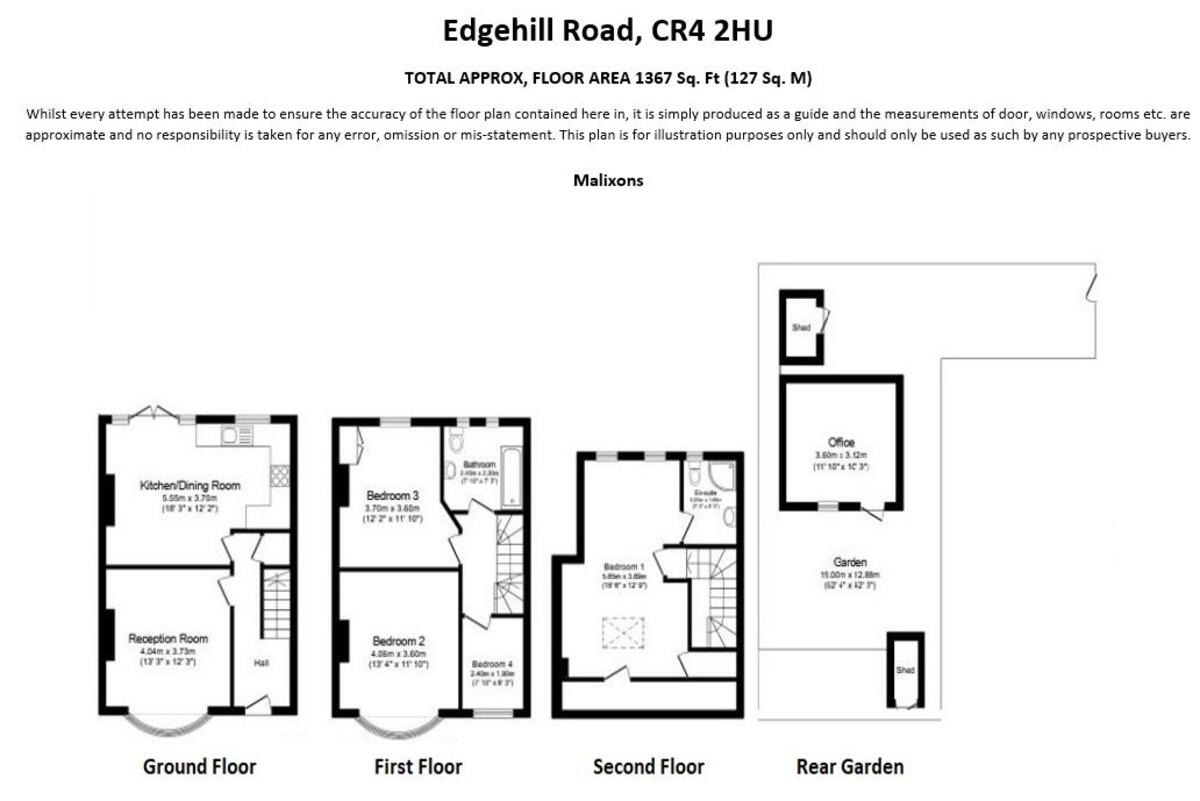 Edgehill Road, CR4 2HU
TOTAL APPROX, FLOOR AREA 1367 Sq. Ft (127 Sq. M)
Whilst every attempt has been made to ensure the accuracy of the floor plan contained here in, it is simply produced as a guide and the measurements of door, windows, rooms etc. are
approximate and no responsibility is taken for any error, omission or mis-statement. This plan is for illustration purposes only and should only be used as such by any prospective buyers.
Malixons
Kitchen/Dining Room
5.55m x 3.70m
(18' 3" x 12' 2")
Reception Room
4.04m x 3.73m
(13' 3" x 12' 3")
Hall
Ground Floor
Bedroom 3
3.70m x 3.60m
(12' 2" x 11' 10")
Bathroom
(7' 10" x 7' 3")
Bedroom 2
4.06m x 3.60m
(13' 4" x 11' 10")
Bedroom 4
2.40m x 1.90m
(7' 10" x 6' 3")
First Floor
En-suite
Bedroom 1
5.65m x 3.89m
(18' 6" x 12' 9")
Second Floor
Shed
Office
3.60m x 3.12m
(11' 10" x 10' 3")
Garden
15.00m x 12.88m
Shed
Rear Garden